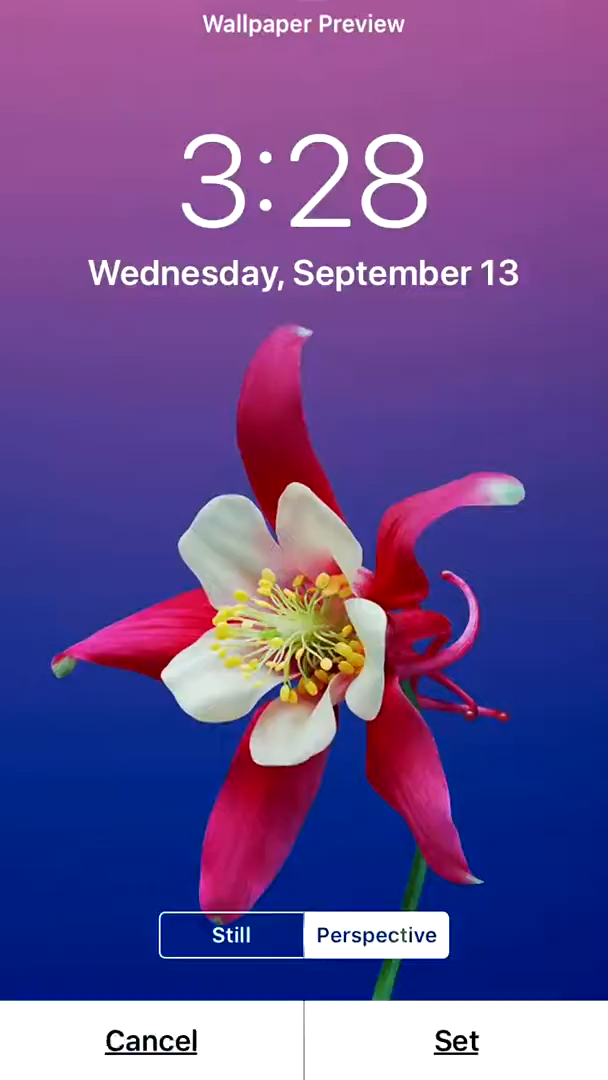 Wallpaper Preview
3:28
Wednesday, September 13
Still
Perspective
Cancel
Set